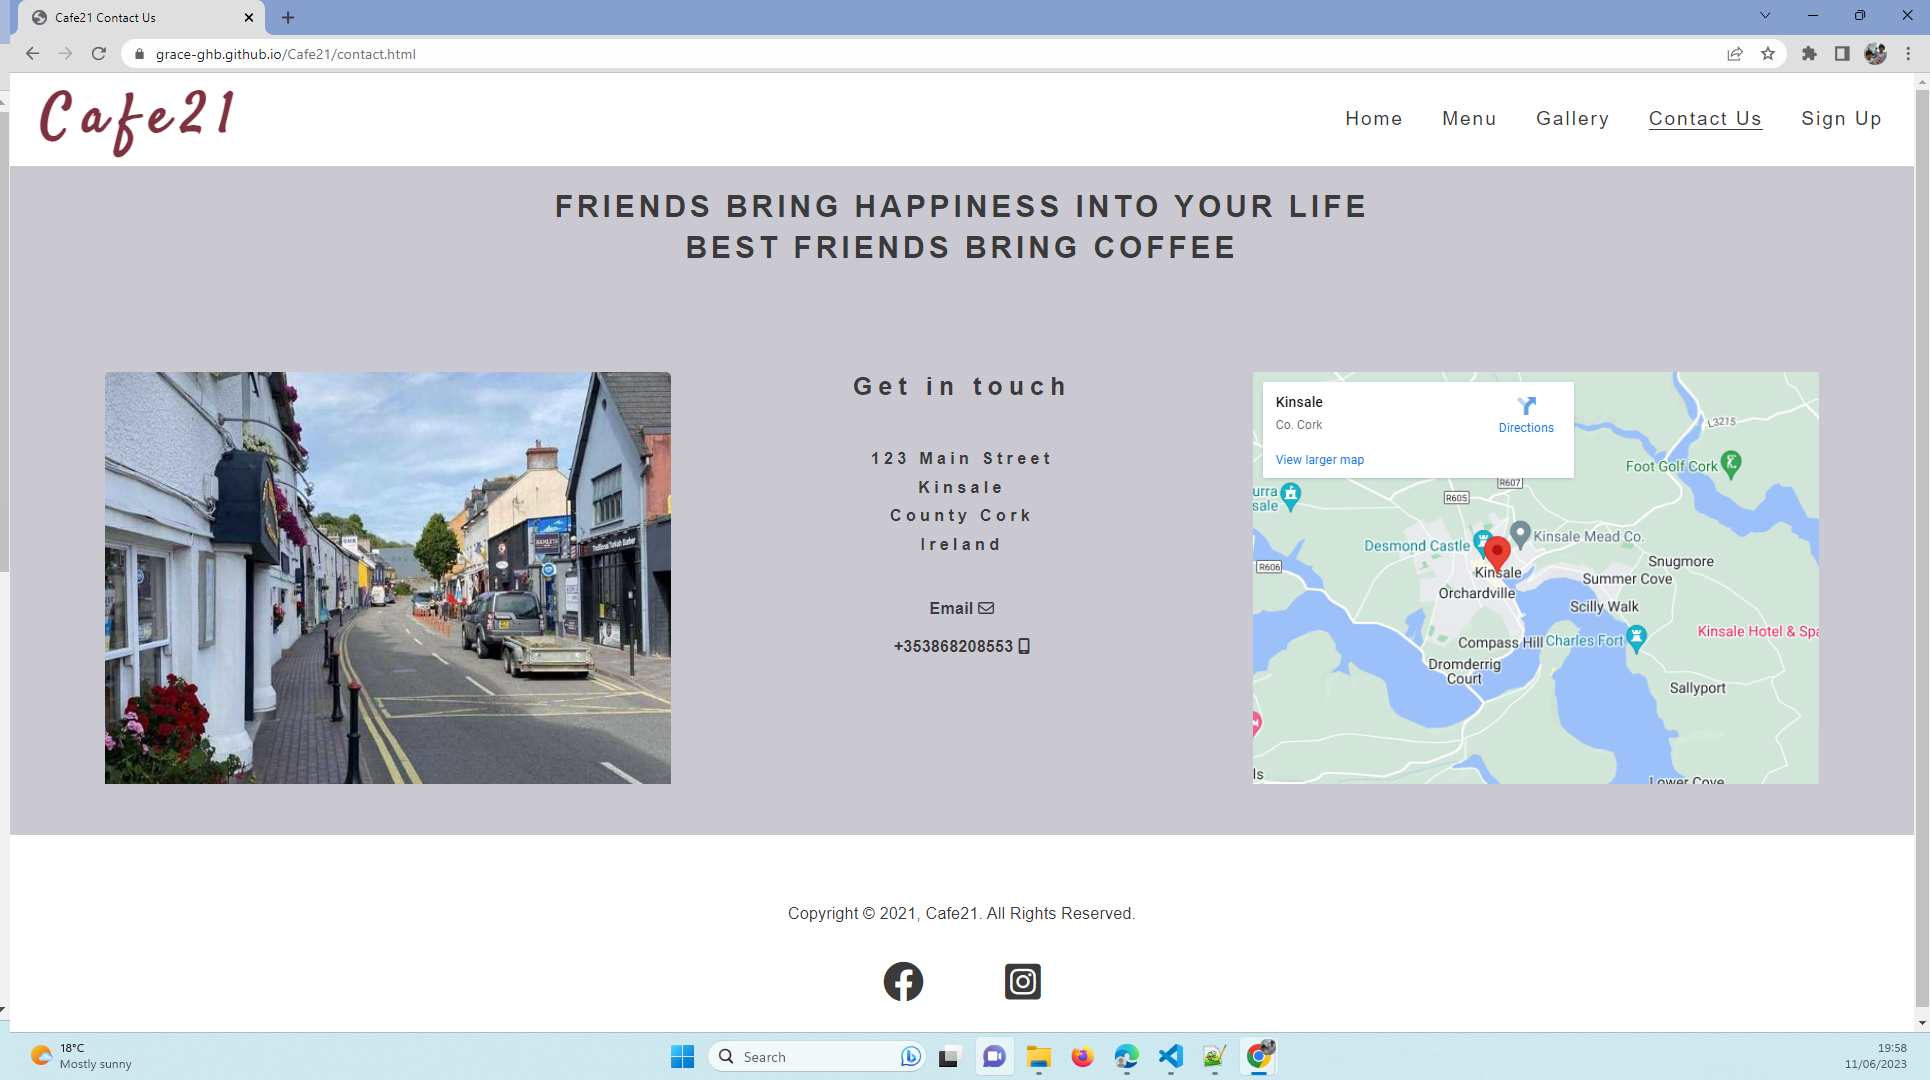 Cafe21 Contact Us
grace-ghb.github.io/Cafe21/contact.html
Cafe21
Home Menu Gallery Contact Us Sign Up
FRIENDS BRING HAPPINESS INTO YOUR LIFE
BEST FRIENDS BRING COFFEE
Get in touch
123 Main Street
Kinsale
County Cork
Ireland
Email
+353868208553
Kinsale
Co. Cork
Directions
View larger map
L3215
Foot Golf Cork
R607
R605
urra
sale
Desmond Castle
Kinsale Mead Co.
R606
Kinsale
Snugmore
Summer Cove
Orchardville
Scilly Walk
Kinsale Hotel & Spa
Compass Hill
Charles Fort
Dromderrig
Court
Sallyport
ls
Lower Cove
Copyright © 2021, Cafe21. All Rights Reserved.
18°C
Mostly sunny
Search
19:58
11/06/2023